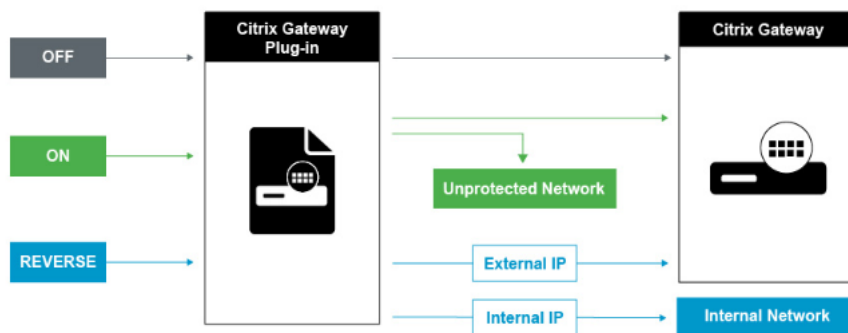 OFF
Citrix Gateway
Plug-in
Citrix Gateway
ON
Unprotected Network
REVERSE
External IP
Internal IP
Internal Network